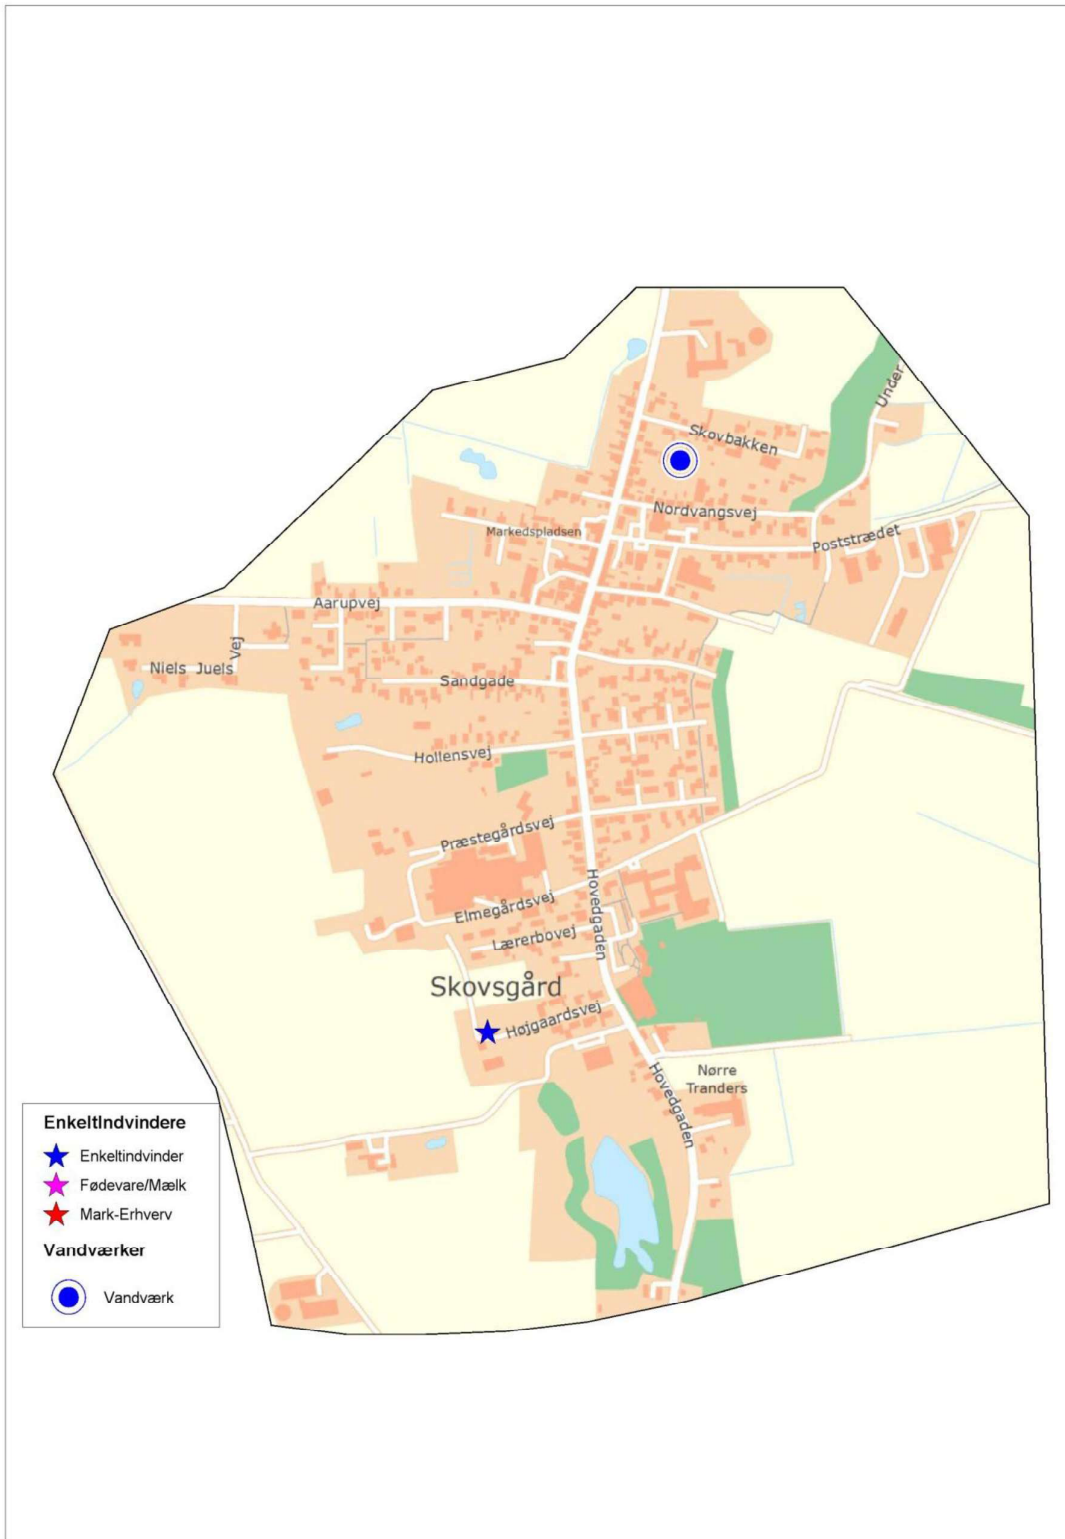 Under
Skovbakken
Nordvangsvej
Markedspladsen
Poststrædet
Aarupvej
Niels Juels
Vej
Sandgade
Hollensvej
Præstegårdsvej
Elmegårdsvej
Hovedgaden
Lærerbovej
Skovsgård
Højgaardsvej
Hovedgaden
Nørre
Tranders
EnkeltIndvindere
Enkeltindvinder
Fødevare/Mælk
Mark-Erhverv
Vandværker
Vandværk